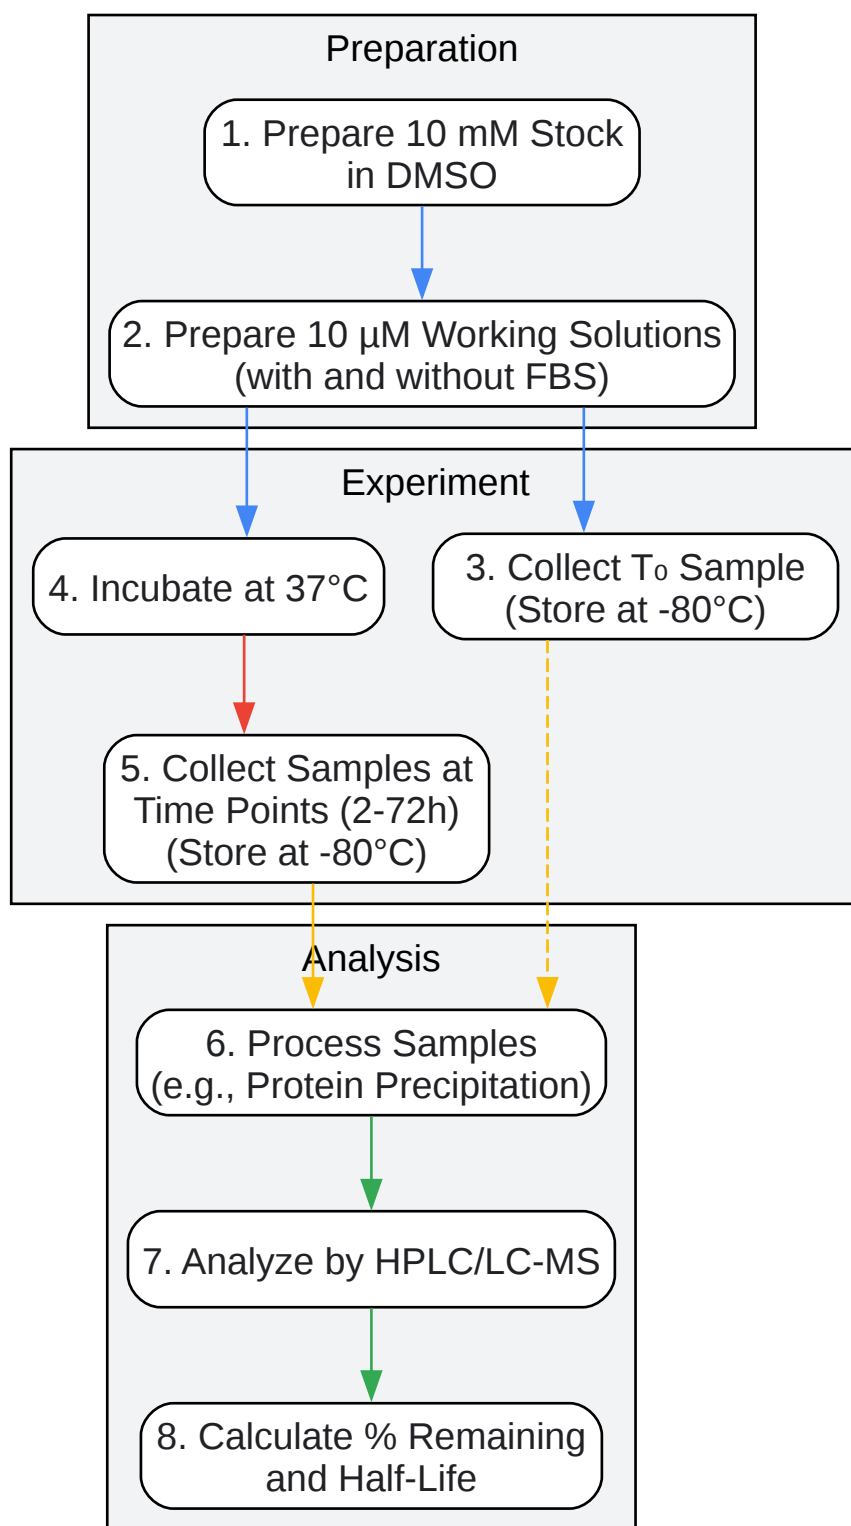 Preparation
1. Prepare 10 mM Stock
in DMSO
2. Prepare 10 µM Working Solutions
(with and without FBS)
Experiment
4. Incubate at 37°C
3. Collect T₀ Sample
(Store at -80°C)
5. Collect Samples at
Time Points (2-72h)
(Store at -80°C)
Analysis
6. Process Samples
(e.g., Protein Precipitation)
7. Analyze by HPLC/LC-MS
8. Calculate % Remaining
and Half-Life